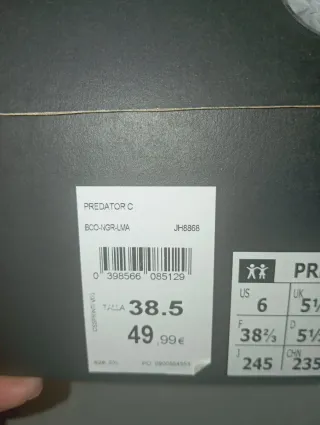 PREDATOR C
BCO-NGR-LMA JH8868
0 398566 085129
TALLA 38.5
49,99€
PR
US 6 UK 5½
F 38⅔ D 5½
J 245 CHN 235